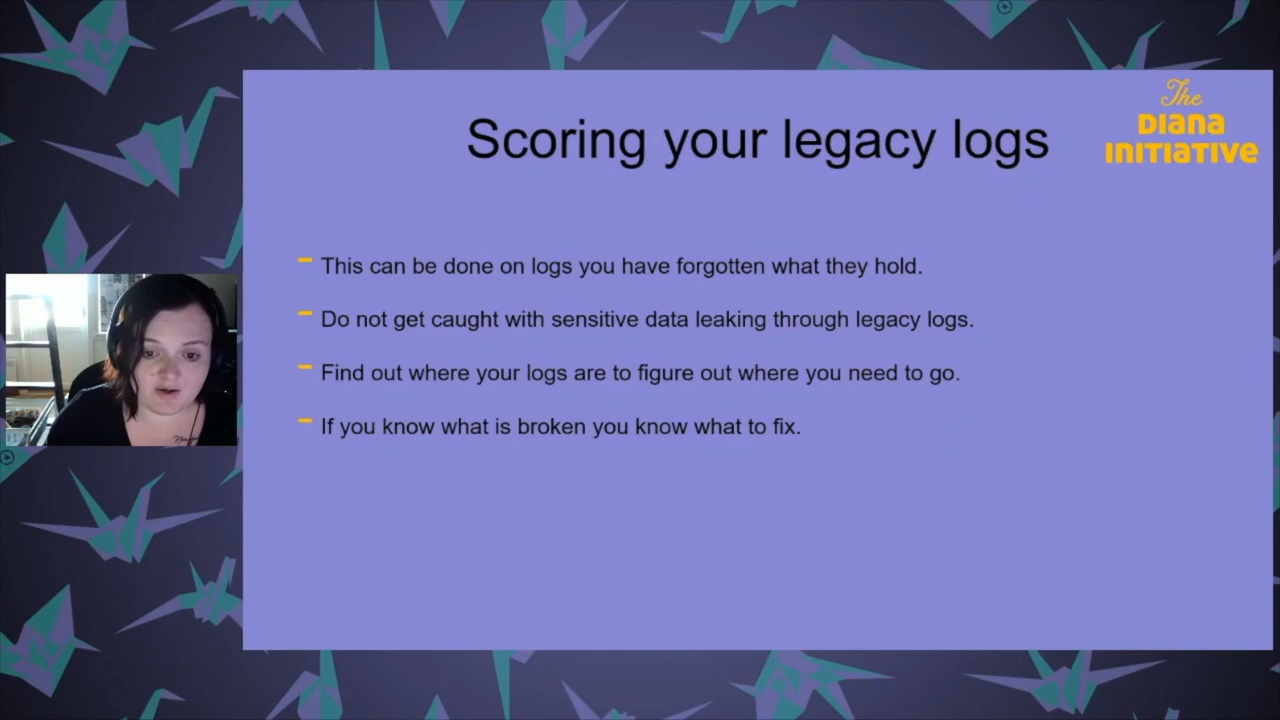 The
DIANA
INITIATIVE
Scoring your legacy logs
This can be done on logs you have forgotten what they hold.
Do not get caught with sensitive data leaking through legacy logs.
Find out where your logs are to figure out where you need to go.
If you know what is broken you know what to fix.